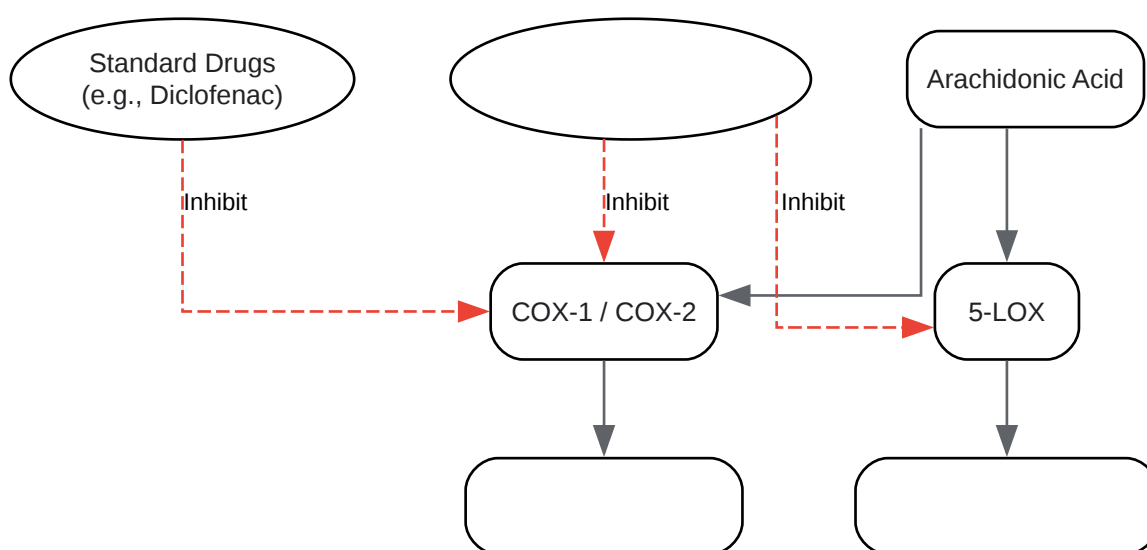 Standard Drugs
(e.g., Diclofenac)
Arachidonic Acid
Inhibit
Inhibit
Inhibit
COX-1 / COX-2
5-LOX